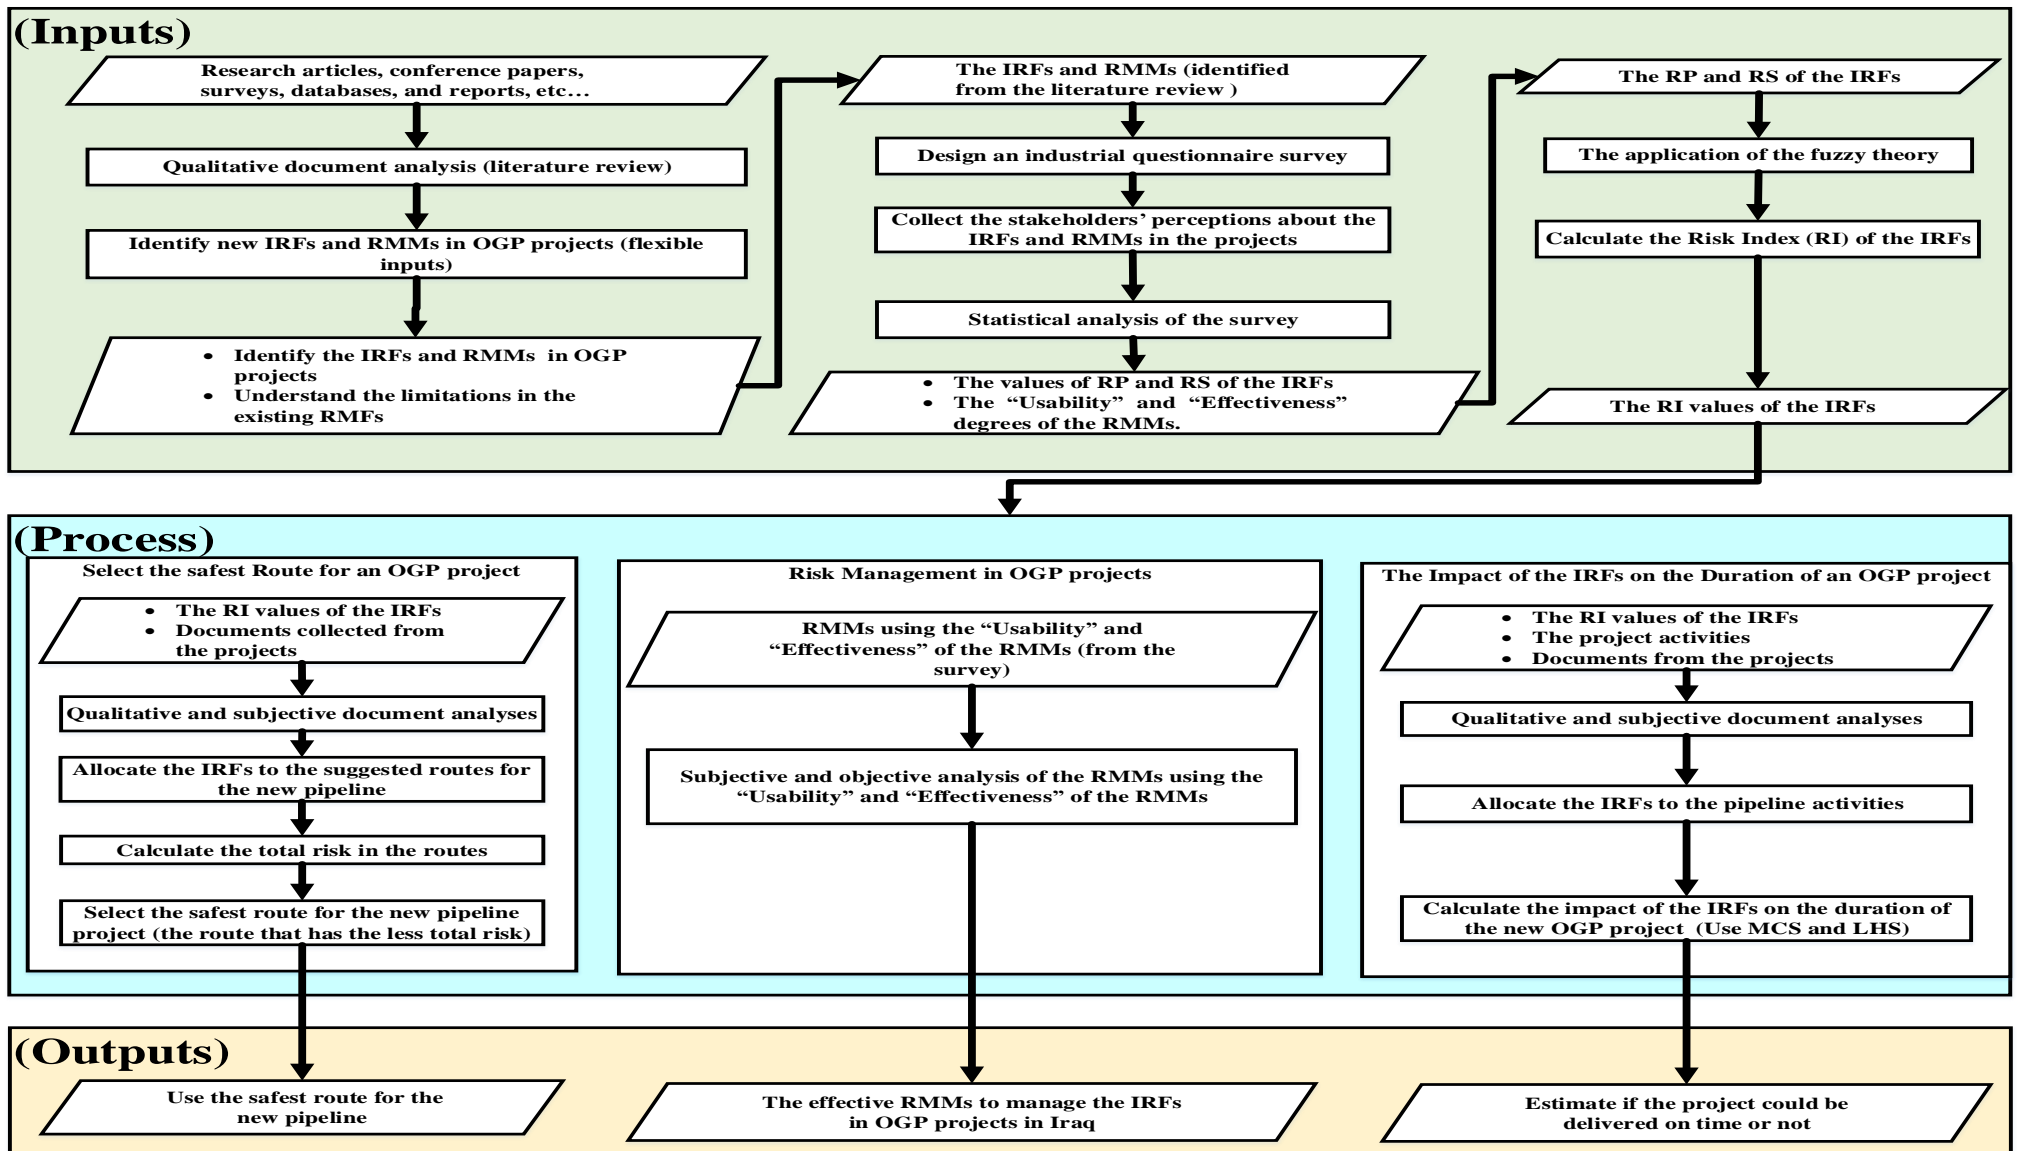 (Inputs)
Research articles, conference papers,
surveys, databases, and reports, etc…
Qualitative document analysis (literature review)
Identify new IRFs and RMMs in OGP projects (flexible
inputs)
• Identify the IRFs and RMMs in OGP
projects
• Understand the limitations in the
existing RMFs
The IRFs and RMMs (identified
from the literature review )
Design an industrial questionnaire survey
Collect the stakeholders’ perceptions about the
IRFs and RMMs in the projects
Statistical analysis of the survey
• The values of RP and RS of the IRFs
• The “Usability” and “Effectiveness”
degrees of the RMMs.
The RP and RS of the IRFs
The application of the fuzzy theory
Calculate the Risk Index (RI) of the IRFs
The RI values of the IRFs
(Process)
Select the safest Route for an OGP project
• The RI values of the IRFs
• Documents collected from
the projects
Qualitative and subjective document analyses
Allocate the IRFs to the suggested routes for
the new pipeline
Calculate the total risk in the routes
Select the safest route for the new pipeline
project (the route that has the less total risk)
Risk Management in OGP projects
RMMs using the “Usability” and
“Effectiveness” of the RMMs (from the
survey)
Subjective and objective analysis of the RMMs using the
“Usability” and “Effectiveness” of the RMMs
The Impact of the IRFs on the Duration of an OGP project
• The RI values of the IRFs
• The project activities
• Documents from the projects
Qualitative and subjective document analyses
Allocate the IRFs to the pipeline activities
Calculate the impact of the IRFs on the duration of
the new OGP project (Use MCS and LHS)
(Outputs)
Use the safest route for the
new pipeline
The effective RMMs to manage the IRFs
in OGP projects in Iraq
Estimate if the project could be
delivered on time or not